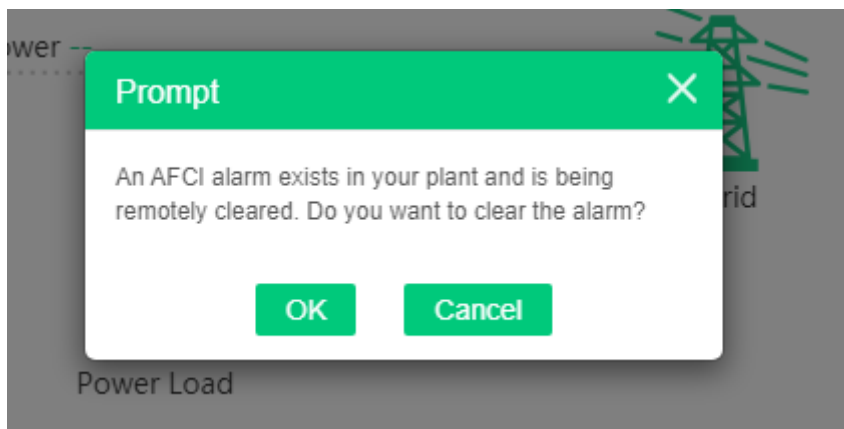 ower --
Prompt
An AFCI alarm exists in your plant and is being
remotely cleared. Do you want to clear the alarm?
rid
OK Cancel
Power Load